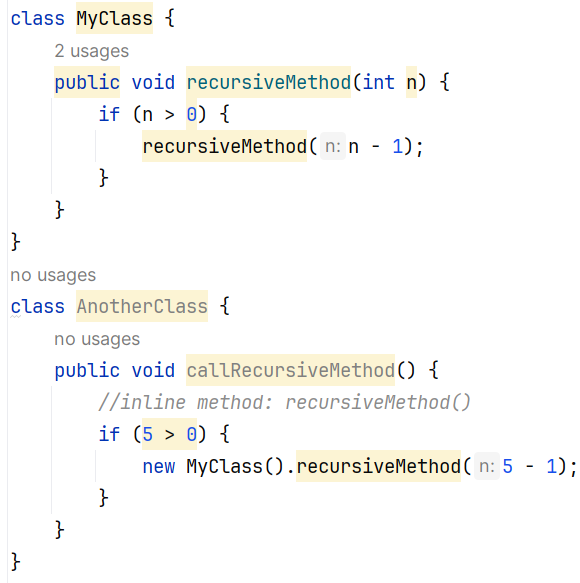 class MyClass {
2 usages
public void recursiveMethod(int n) {
if (n > 0) {
recursiveMethod( n: n - 1);
}
}
}
no usages
class AnotherClass {
no usages
public void callRecursiveMethod() {
//inline method: recursiveMethod()
if (5 > 0) {
new MyClass().recursiveMethod( n: 5 - 1);
}
}
}